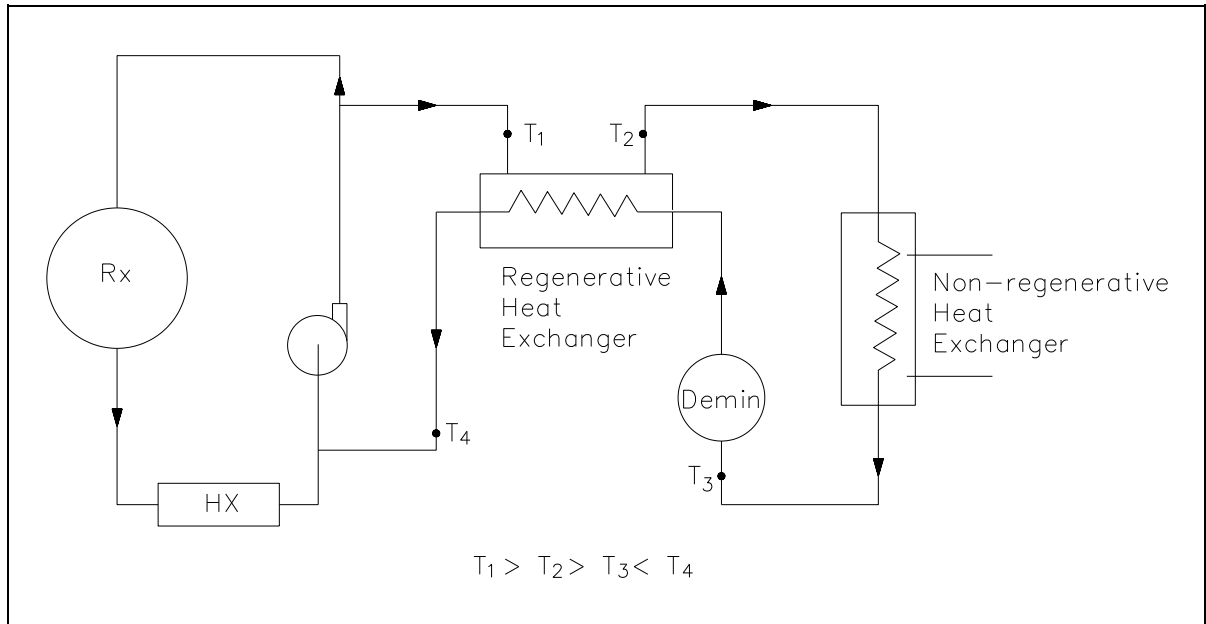 T1
T2
Rx
Regenerative
Heat
Exchanger
Non-regenerative
Heat
Exchanger
Demin
T4
T3
HX
T1 > T2 > T3 < T4